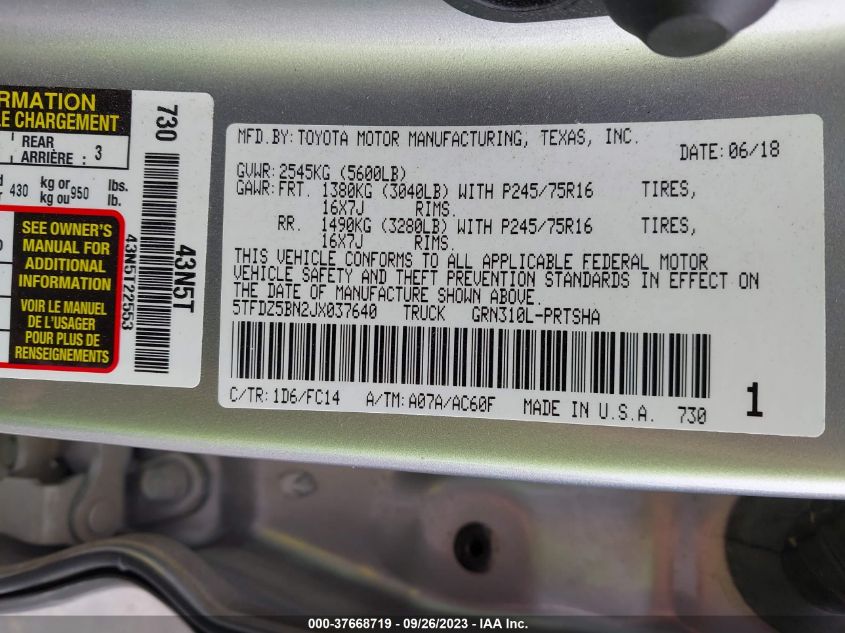 RMATION
E CHARGEMENT
REAR
ARRIÈRE : 3
430 kg or 950 lbs.
kg ou lb.
SEE OWNER'S
MANUAL FOR
ADDITIONAL
INFORMATION
VOIR LE MANUEL
DE L'USAGER
POUR PLUS DE
RENSEIGNEMENTS
730
43N5T
43N5T22553
MFD.BY:TOYOTA MOTOR MANUFACTURING, TEXAS, INC.
DATE:06/18
GVWR:2545KG (5600LB)
GAWR:FRT. 1380KG (3040LB) WITH P245/75R16 TIRES,
16X7J RIMS.
RR. 1490KG (3280LB) WITH P245/75R16 TIRES,
16X7J RIMS.
THIS VEHICLE CONFORMS TO ALL APPLICABLE FEDERAL MOTOR
VEHICLE SAFETY AND THEFT PREVENTION STANDARDS IN EFFECT ON
THE DATE OF MANUFACTURE SHOWN ABOVE.
5TFDZ5BN2JX037640 TRUCK GRN310L-PRTSHA
C/TR:1D6/FC14 A/TM:A07A/AC60F MADE IN U.S.A. 730
1
000-37668719 - 09/26/2023 - IAA Inc.